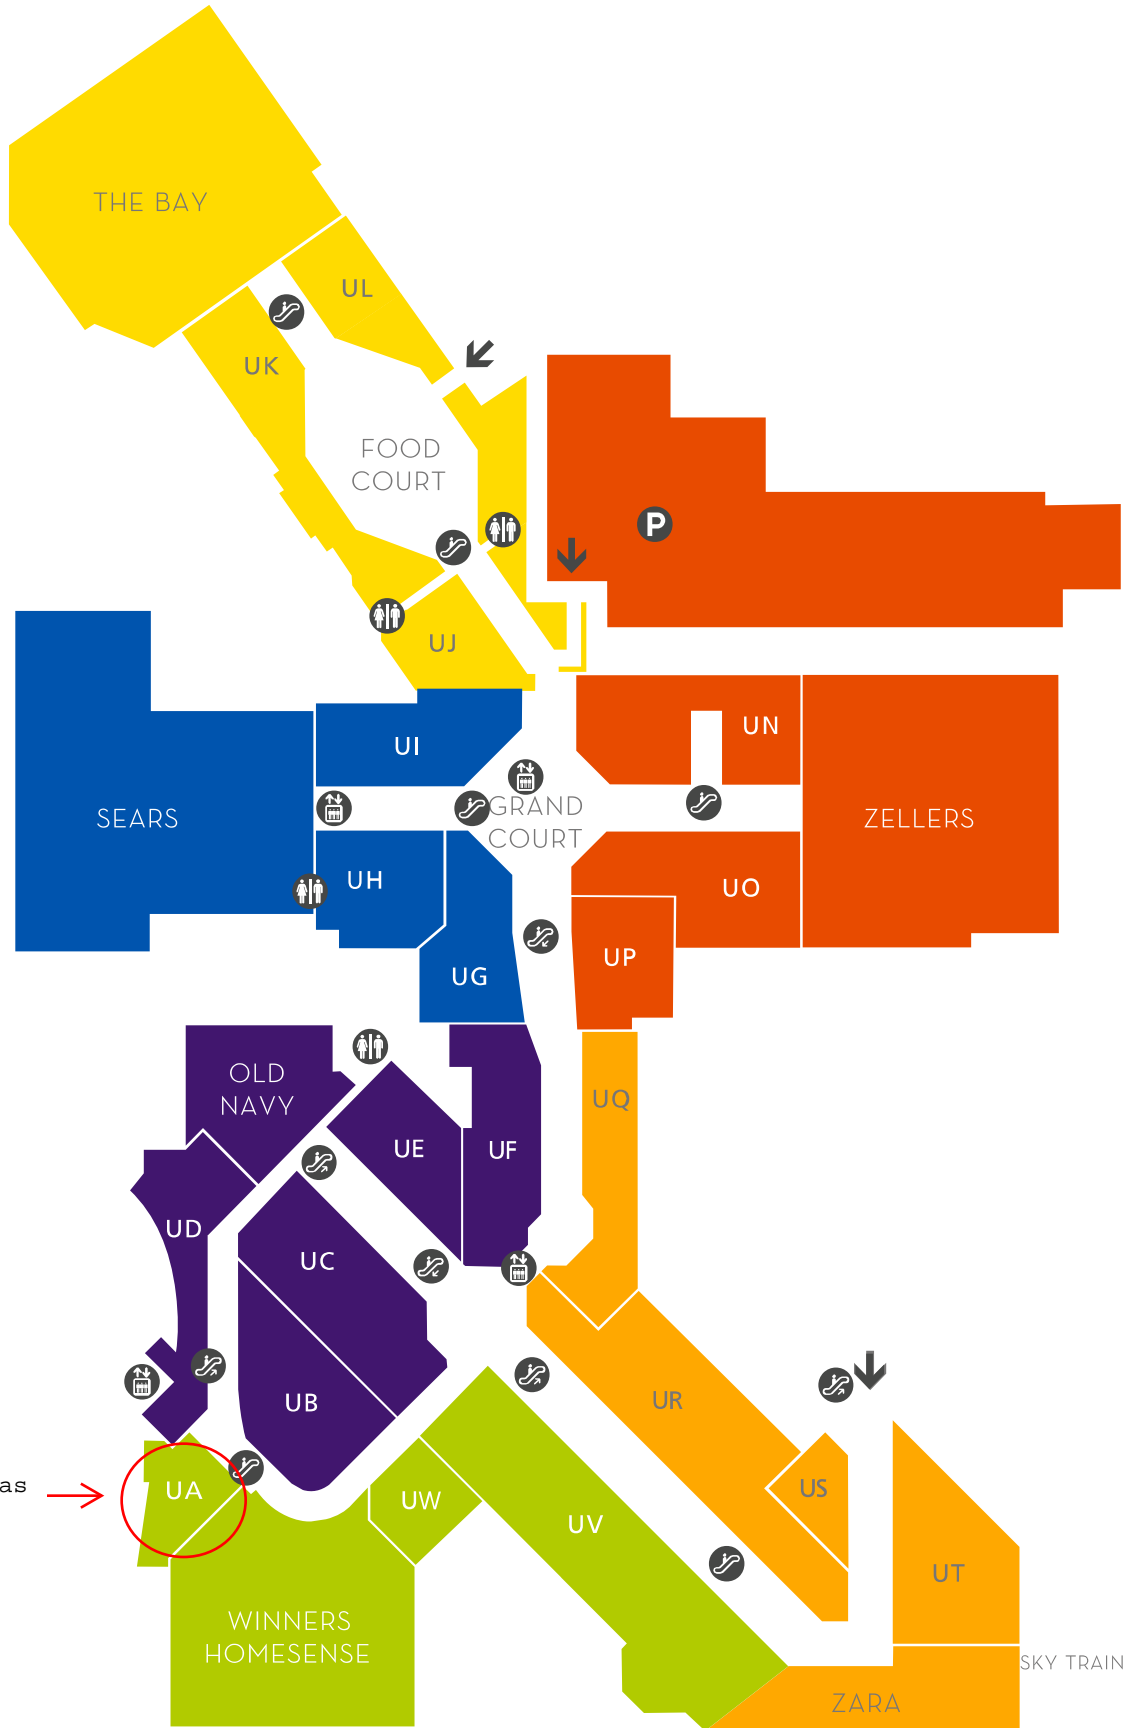 THE BAY
UL
UK
FOOD
COURT
P
UJ
UN
UI
SEARS
GRAND
COURT
ZELLERS
UH
UO
UP
UG
OLD
NAVY
UQ
UE
UF
UD
UC
UB
UR
as
UA
UW
US
UV
UT
WINNERS
HOMESENSE
SKY TRAIN
ZARA